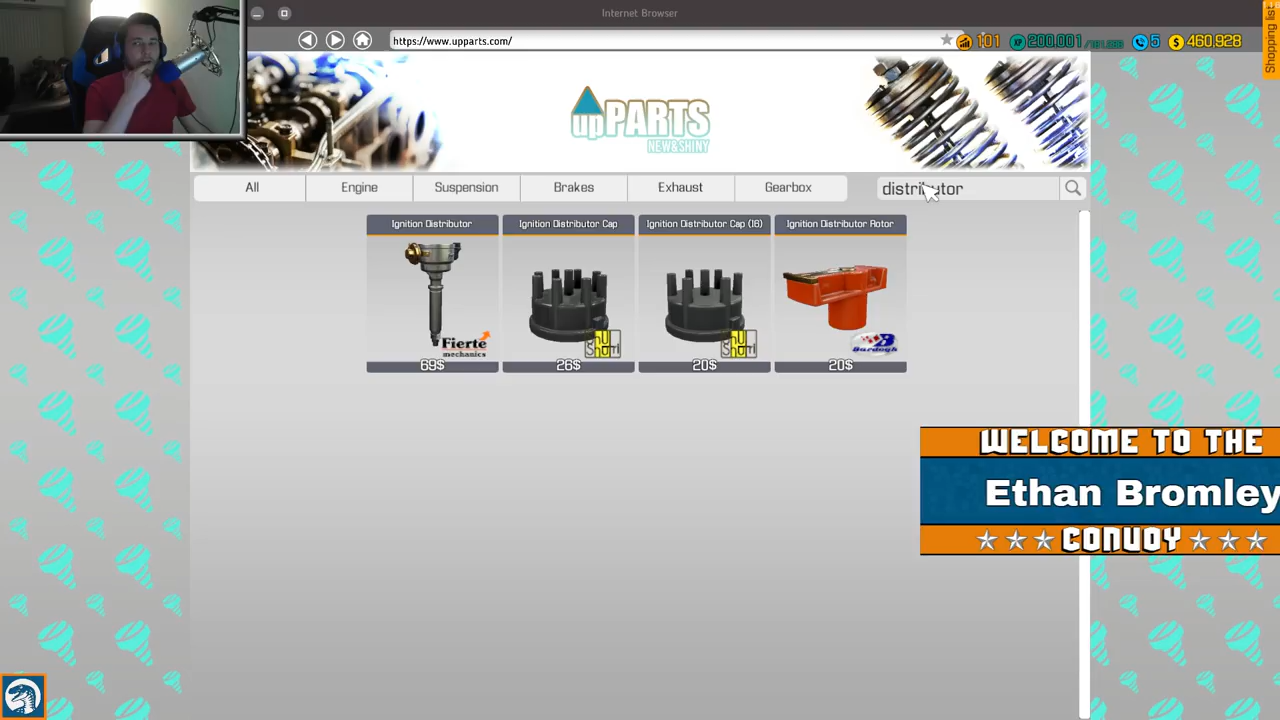 Internet Browser
https://www.upparts.com/
101
200.001
5
460,928
Shopping list
upPARTS
NEW&SHINY
All
Engine
Suspension
Brakes
Exhaust
Gearbox
distributor
Ignition Distributor
Ignition Distributor Cap
Ignition Distributor Cap (I6)
Ignition Distributor Rotor
Fierte
mechanics
69$
26$
20$
20$
WELCOME TO THE
Ethan Bromley
CONVOY